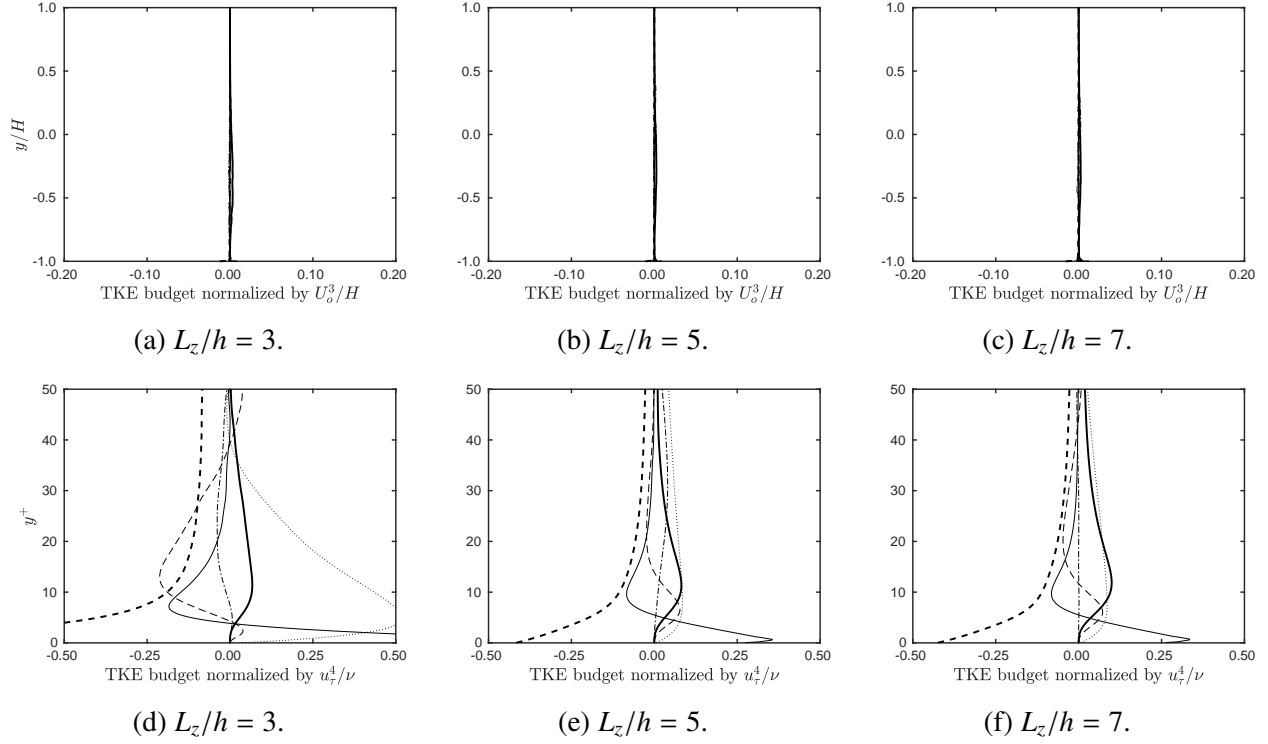 1.0 1.0 1.0
0.5 0.5 0.5
y/H 0.0 0.0 0.0
-0.5 -0.5 -0.5
-1.0 -1.0 -1.0
-0.20 -0.10 0.00 0.10 0.20 -0.20 -0.10 0.00 0.10 0.20 -0.20 -0.10 0.00 0.10 0.20
TKE budget normalized by U_o^3/H TKE budget normalized by U_o^3/H TKE budget normalized by U_o^3/H
(a) L_z/h = 3. (b) L_z/h = 5. (c) L_z/h = 7.
50 50 50
40 40 40
30 30 30
y^+
20 20 20
10 10 10
0 0 0
-0.50 -0.25 0.00 0.25 0.50 -0.50 -0.25 0.00 0.25 0.50 -0.50 -0.25 0.00 0.25 0.50
TKE budget normalized by u_τ^4/ν TKE budget normalized by u_τ^4/ν TKE budget normalized by u_τ^4/ν
(d) L_z/h = 3. (e) L_z/h = 5. (f) L_z/h = 7.